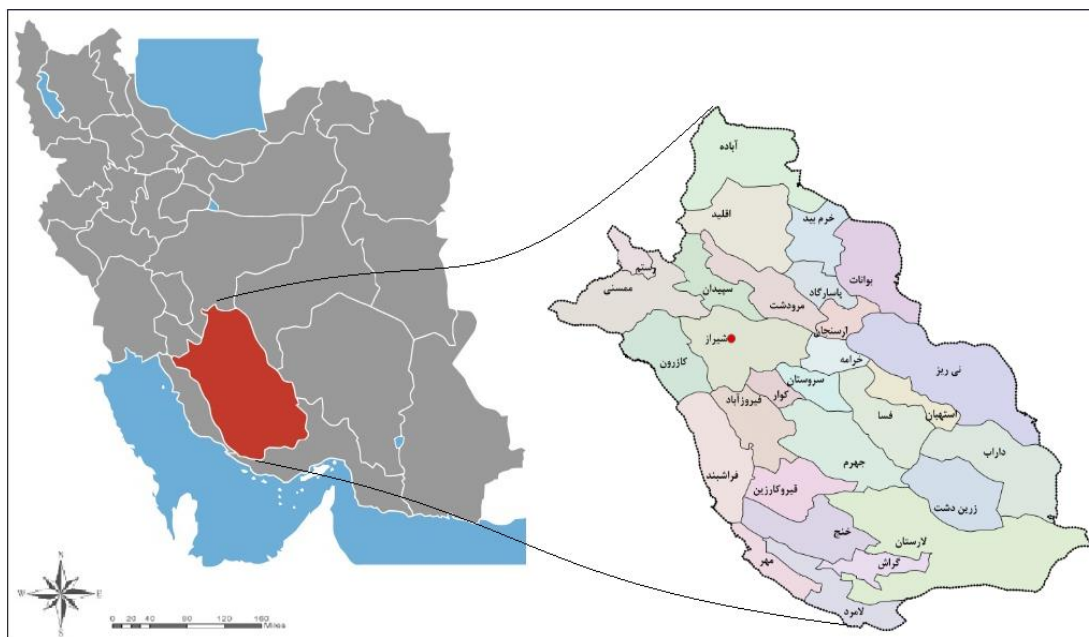 آباده
اقلید
خرم بید
بوانات
رستم
ممسنی
سپیدان
مرودشت
پاسارگاد
ارسنجان
شیراز
کازرون
خرامه
نی ریز
سروستان
کوار
فیروزآباد
استهبان
فسا
داراب
جهرم
فراشبند
قیروکارزین
زرین دشت
خنج
لارستان
گراش
مهر
لامرد
N
W
E
S
0 20 40 80 120 160
Miles